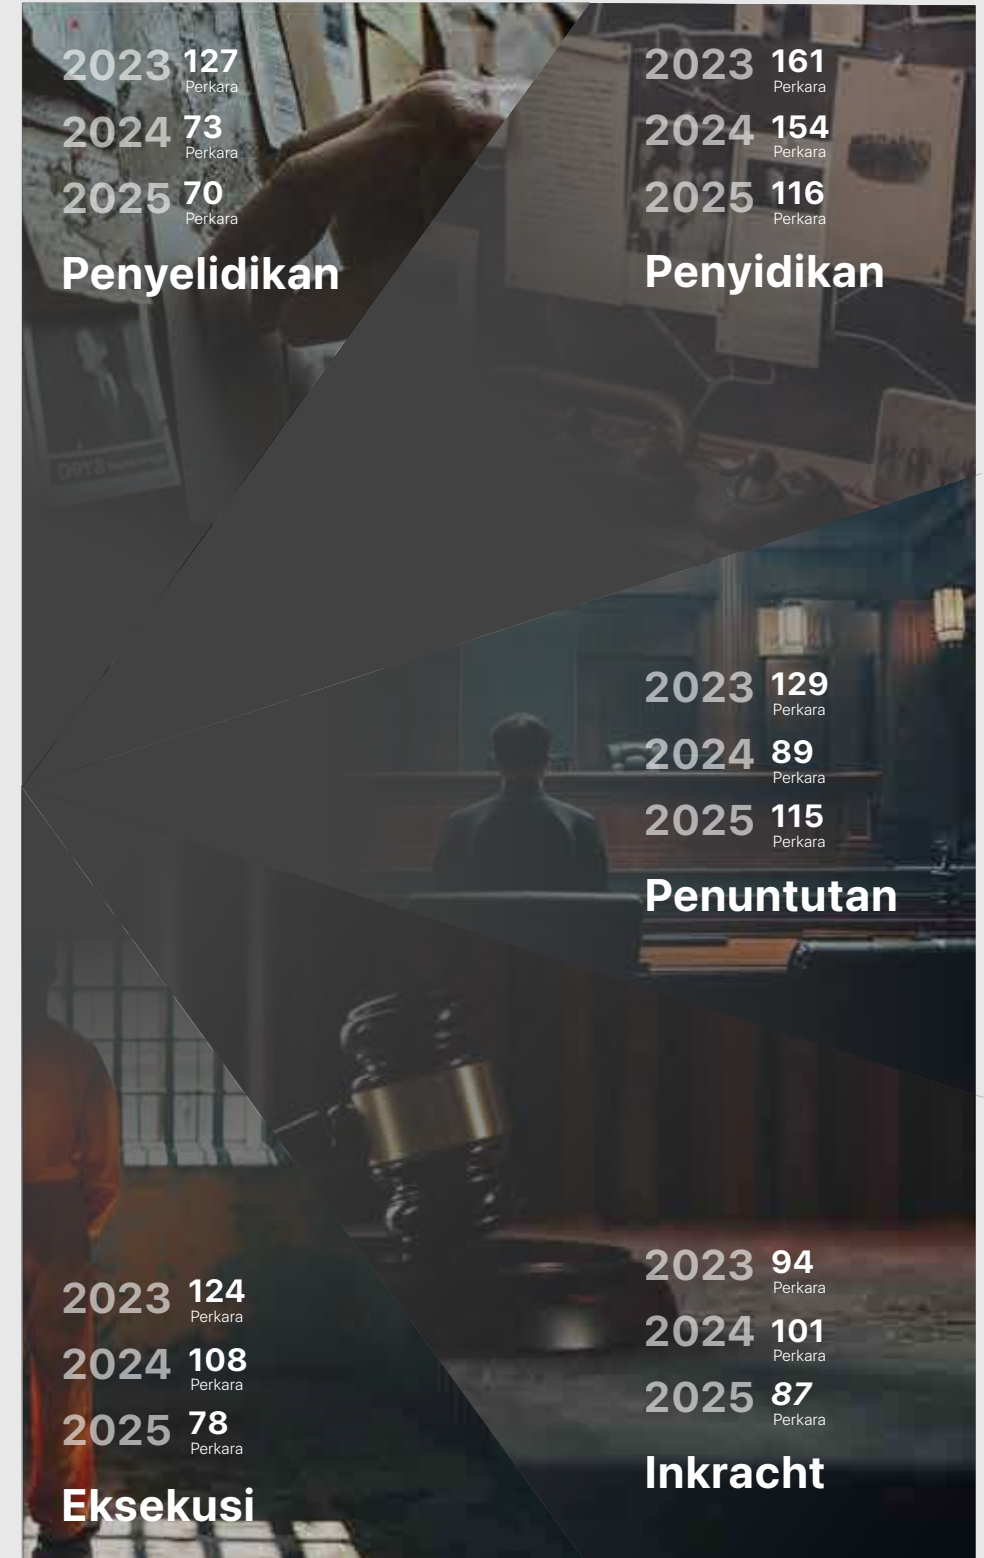 2023 127
Perkara
2024 73
Perkara
2025 70
Perkara
Penyelidikan
2023 161
Perkara
2024 154
Perkara
2025 116
Perkara
Penyidikan
2023 129
Perkara
2024 89
Perkara
2025 115
Perkara
Penuntutan
2023 124
Perkara
2024 108
Perkara
2025 78
Perkara
Eksekusi
2023 94
Perkara
2024 101
Perkara
2025 87
Perkara
Inkracht